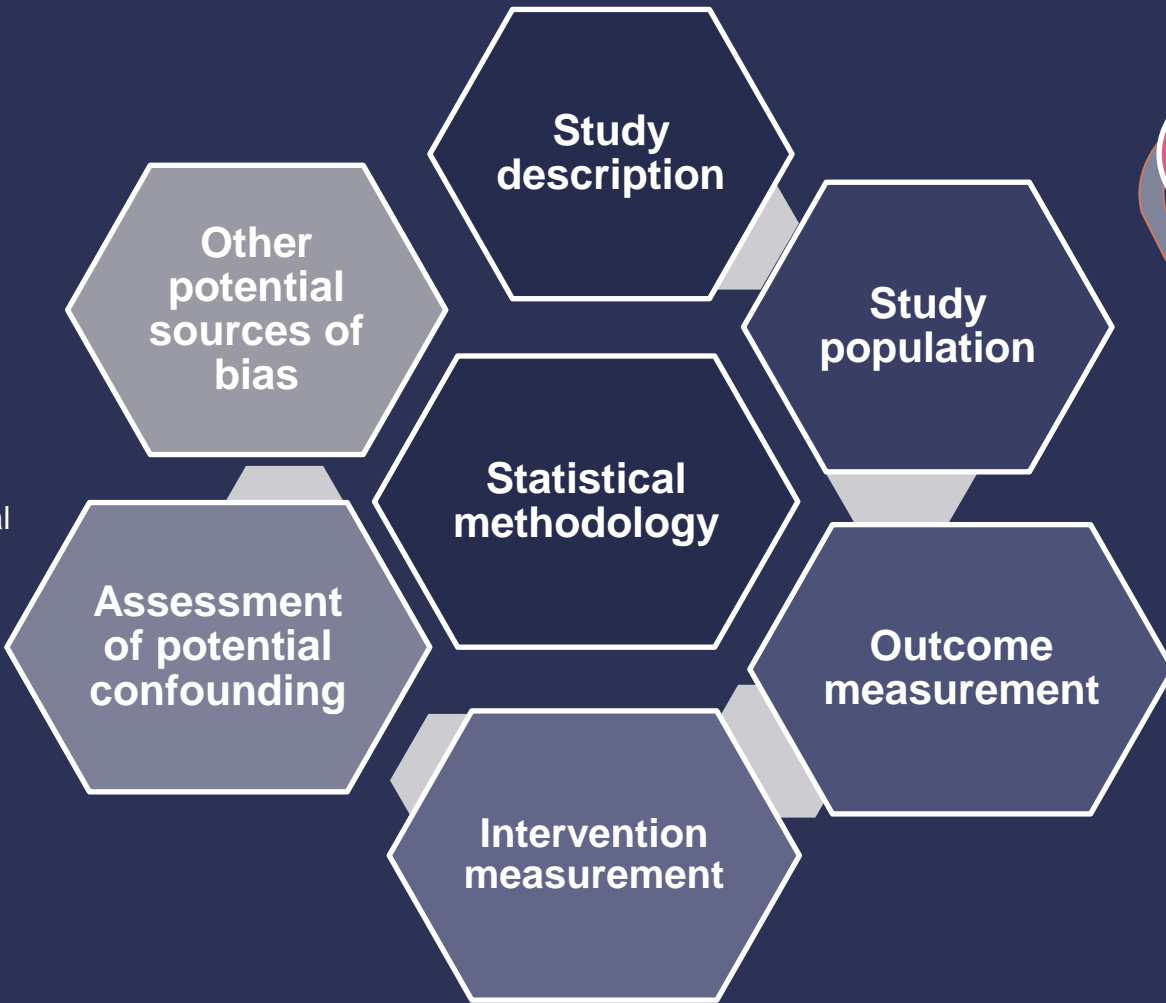 Study
description
Other
potential
sources of
bias
Study
population
Statistical
methodology
Assessment
of potential
confounding
Outcome
measurement
Intervention
measurement